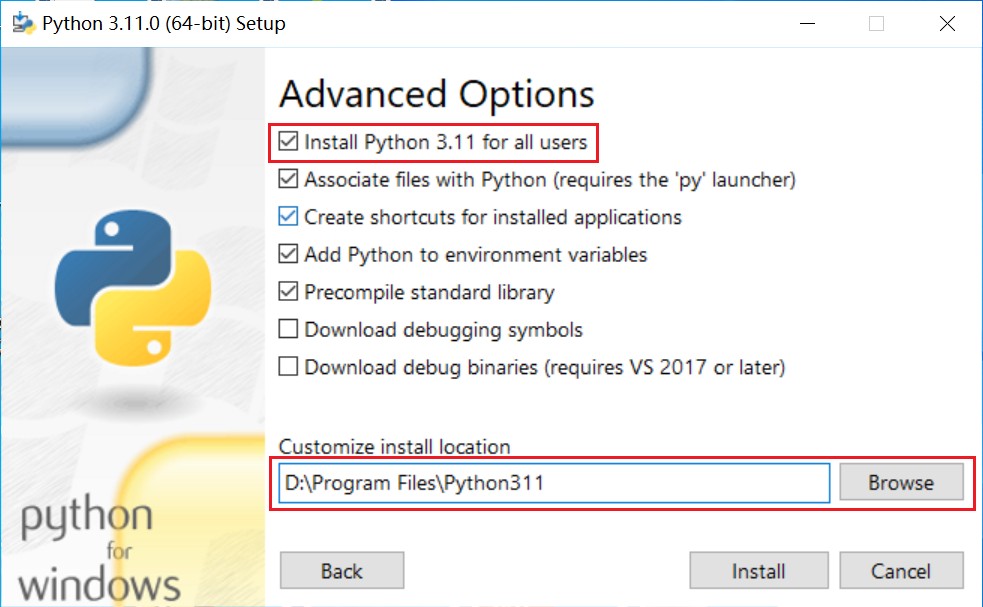 Python 3.11.0 (64-bit) Setup
Advanced Options
Install Python 3.11 for all users
Associate files with Python (requires the 'py' launcher)
Create shortcuts for installed applications
Add Python to environment variables
Precompile standard library
Download debugging symbols
Download debug binaries (requires VS 2017 or later)
Customize install location
D:\Program Files\Python311
Browse
python
for
windows
Back
Install
Cancel